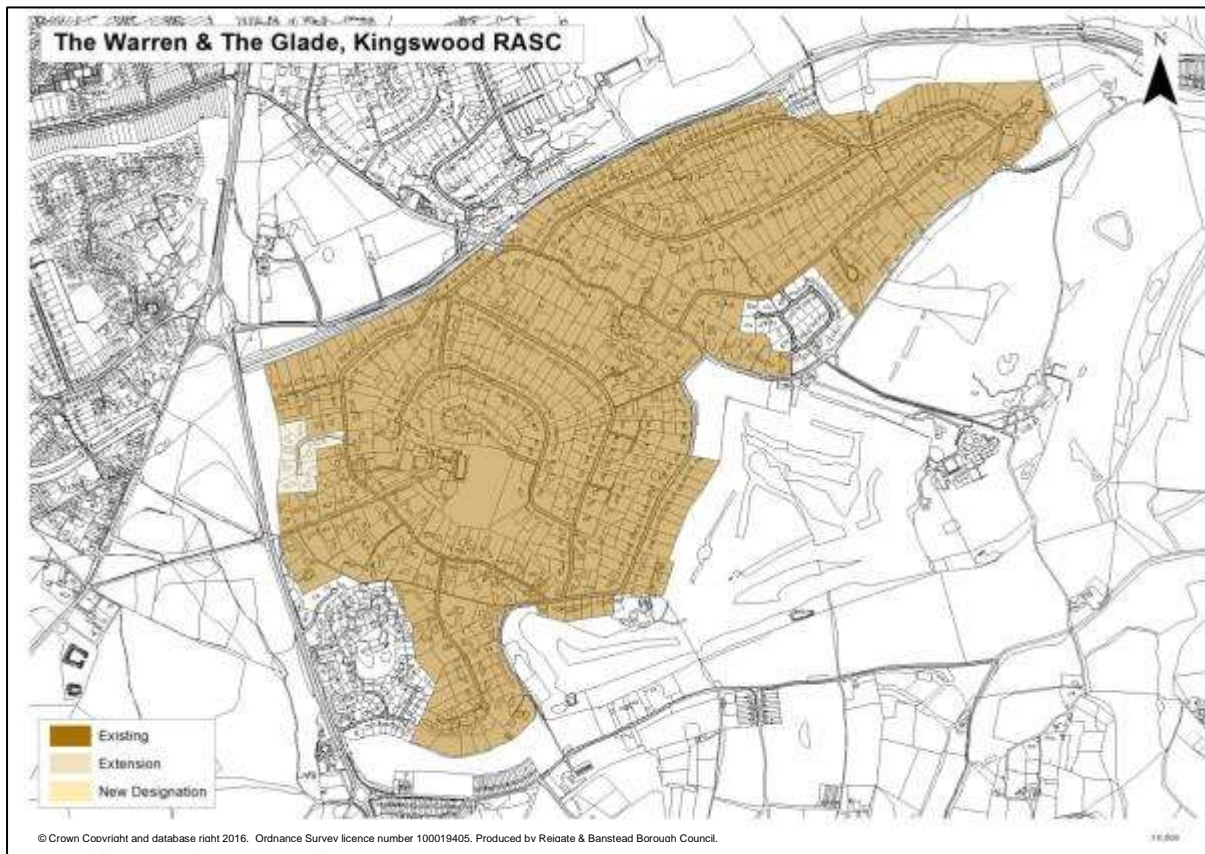 The Warren & The Glade, Kingswood RASC
N
Existing
Extension
New Designation
© Crown Copyright and database right 2016. Ordnance Survey licence number 100019405. Produced by Reigate & Banstead Borough Council.